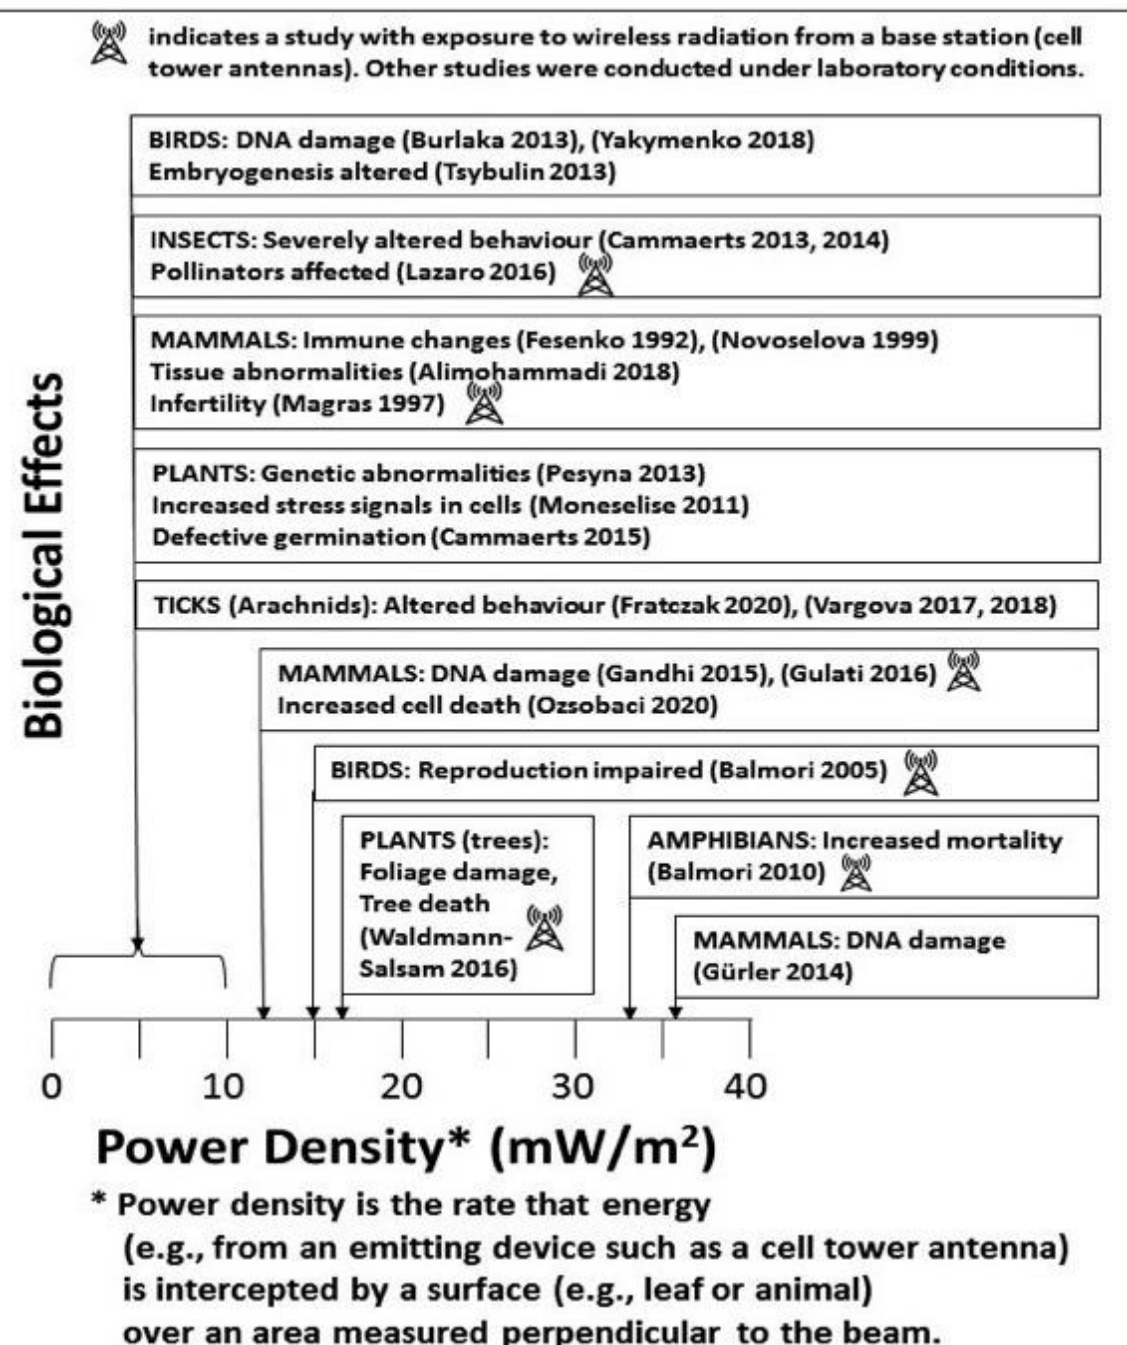 indicates a study with exposure to wireless radiation from a base station (cell
tower antennas). Other studies were conducted under laboratory conditions.
BIRDS: DNA damage (Burlaka 2013), (Yakymenko 2018)
Embryogenesis altered (Tsybulin 2013)
INSECTS: Severely altered behaviour (Cammaerts 2013, 2014)
Pollinators affected (Lazaro 2016)
MAMMALS: Immune changes (Fesenko 1992), (Novoselova 1999)
Tissue abnormalities (Alimohammadi 2018)
Infertility (Magras 1997)
PLANTS: Genetic abnormalities (Pesyna 2013)
Increased stress signals in cells (Moneselise 2011)
Defective germination (Cammaerts 2015)
TICKS (Arachnids): Altered behaviour (Fratczak 2020), (Vargova 2017, 2018)
MAMMALS: DNA damage (Gandhi 2015), (Gulati 2016)
Increased cell death (Ozsobaci 2020)
BIRDS: Reproduction impaired (Balmori 2005)
PLANTS (trees):
Foliage damage,
Tree death
(Waldmann-
Salsam 2016)
AMPHIBIANS: Increased mortality
(Balmori 2010)
MAMMALS: DNA damage
(Gürler 2014)
Biological Effects
0 10 20 30 40
Power Density* (mW/m²)
* Power density is the rate that energy
(e.g., from an emitting device such as a cell tower antenna)
is intercepted by a surface (e.g., leaf or animal)
over an area measured perpendicular to the beam.